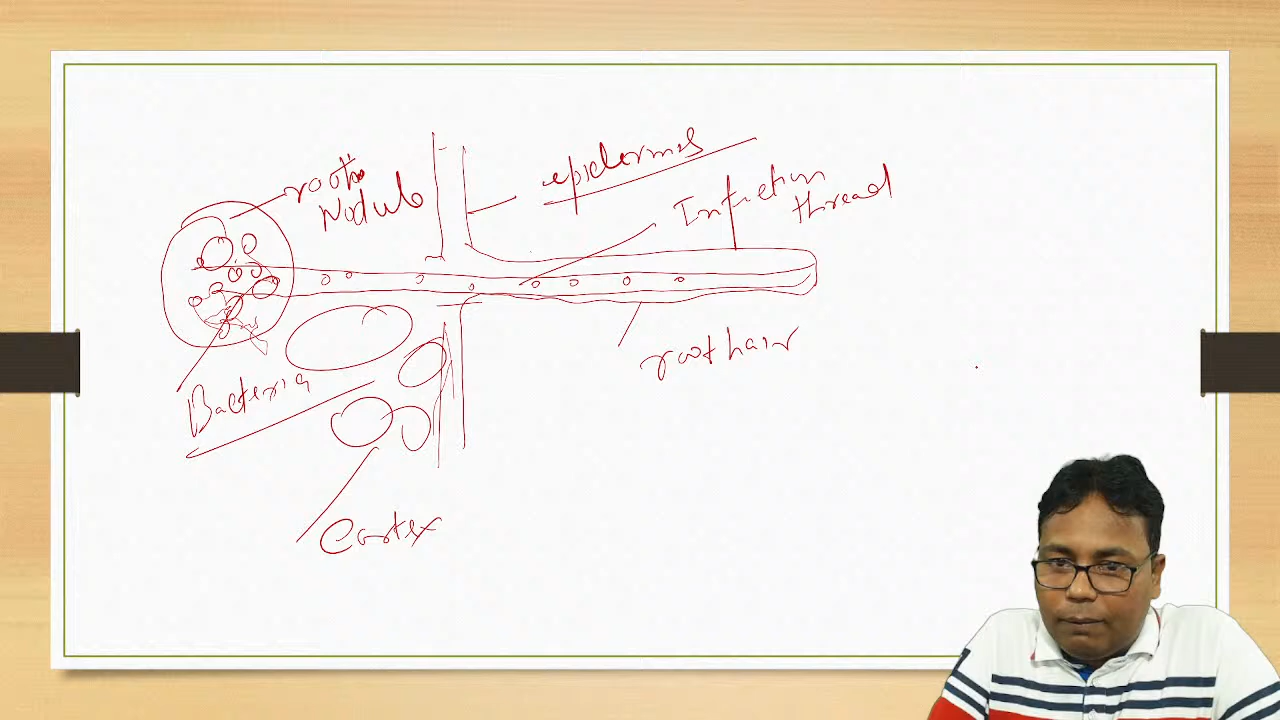 root
Nodule
epidermis
Infection
thread
root hair
Bacteria
Cortex